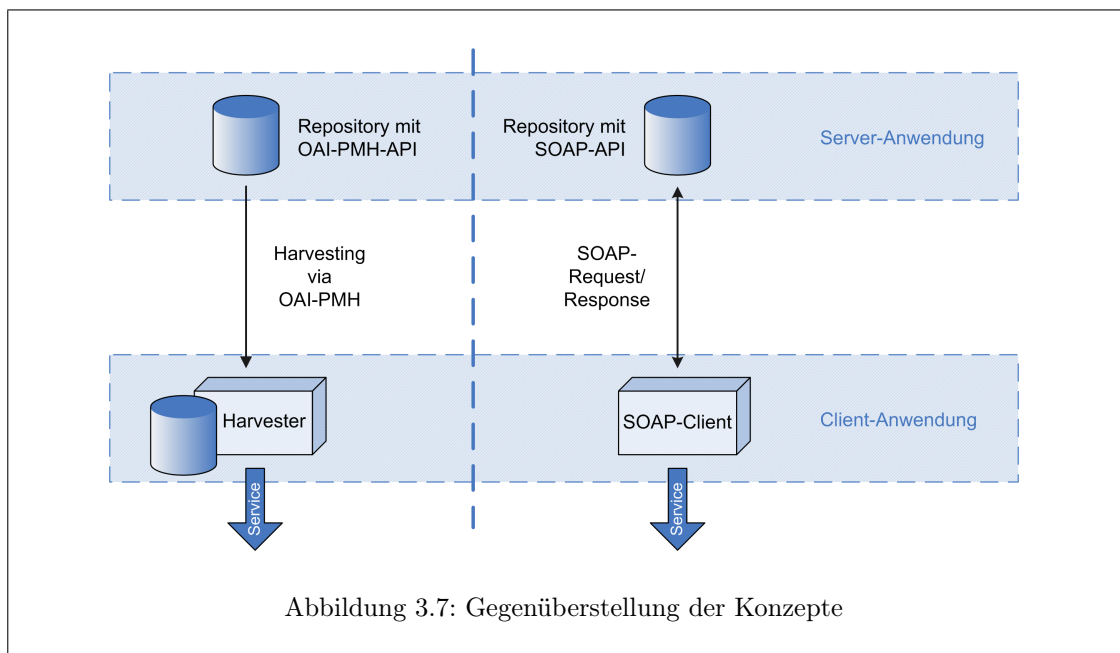 Repository mit
OAI-PMH-API
Repository mit
SOAP-API
Server-Anwendung
Harvesting
via
OAI-PMH
SOAP-
Request/
Response
Harvester
SOAP-Client
Client-Anwendung
Service
Service
Abbildung 3.7: Gegenüberstellung der Konzepte